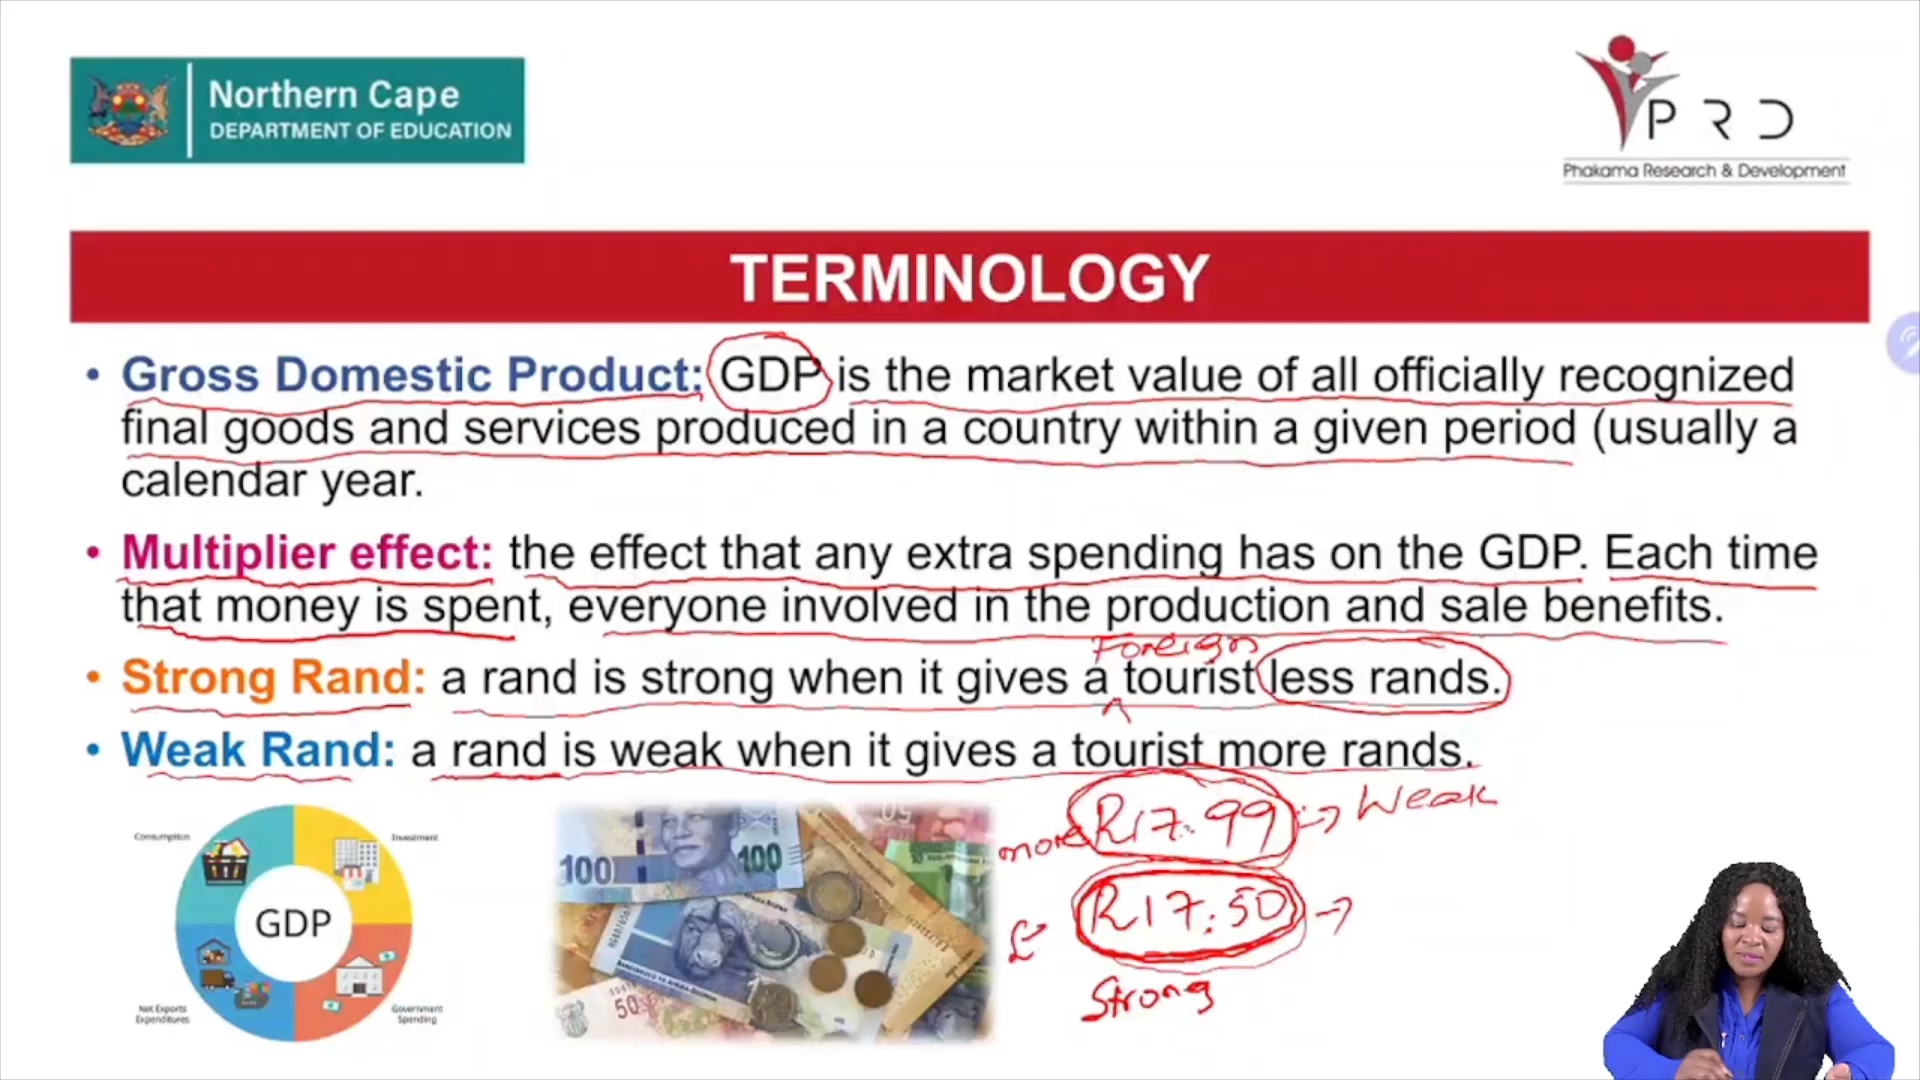 Northern Cape
DEPARTMENT OF EDUCATION
PRD
Phakama Research & Development
TERMINOLOGY
• Gross Domestic Product: GDP is the market value of all officially recognized
final goods and services produced in a country within a given period (usually a
calendar year.
• Multiplier effect: the effect that any extra spending has on the GDP. Each time
that money is spent, everyone involved in the production and sale benefits.
Foreign
• Strong Rand: a rand is strong when it gives a tourist less rands.
• Weak Rand: a rand is weak when it gives a tourist more rands.
more R17.99 → Weak
R17.50 →
Strong
Consumption
Investment
GDP
Net Exports
Expenditures
Government
Spending
100
100
50